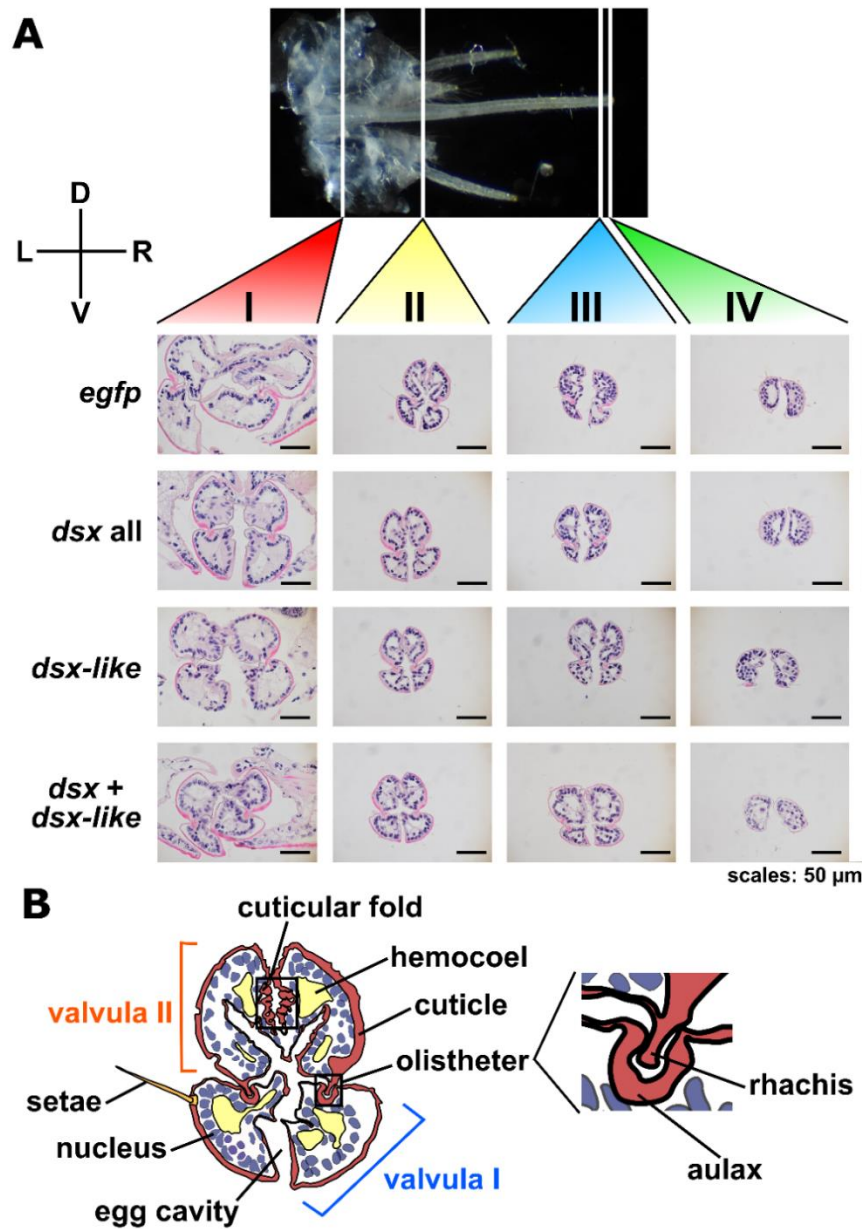 A
D
L
R
V
I
II
III
IV
egfp
dsx all
dsx-like
dsx +
dsx-like
scales: 50 µm
B
cuticular fold
hemocoel
valvula II
cuticle
olistheter
setae
rhachis
nucleus
aulax
valvula I
egg cavity